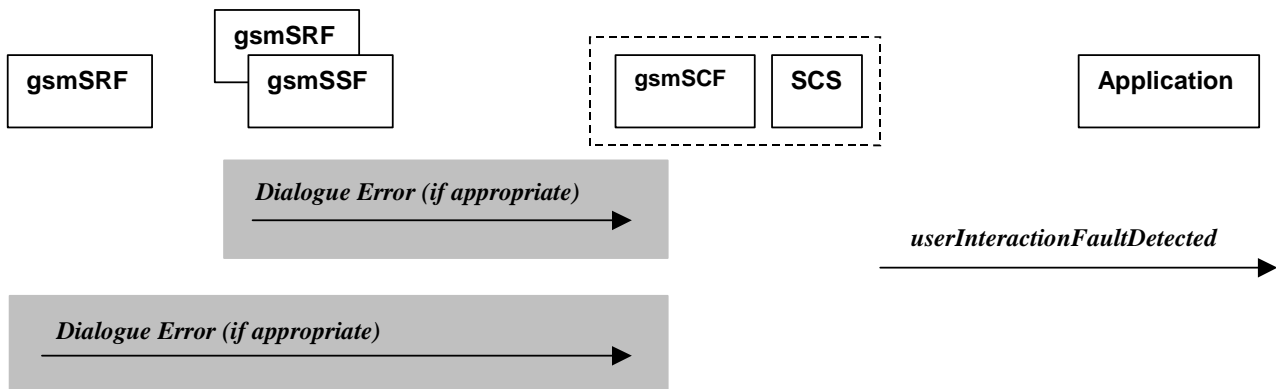 gsmSRF
gsmSRF
gsmSSF
gsmSCF
SCS
Application
Dialogue Error (if appropriate)
userInteractionFaultDetected
Dialogue Error (if appropriate)